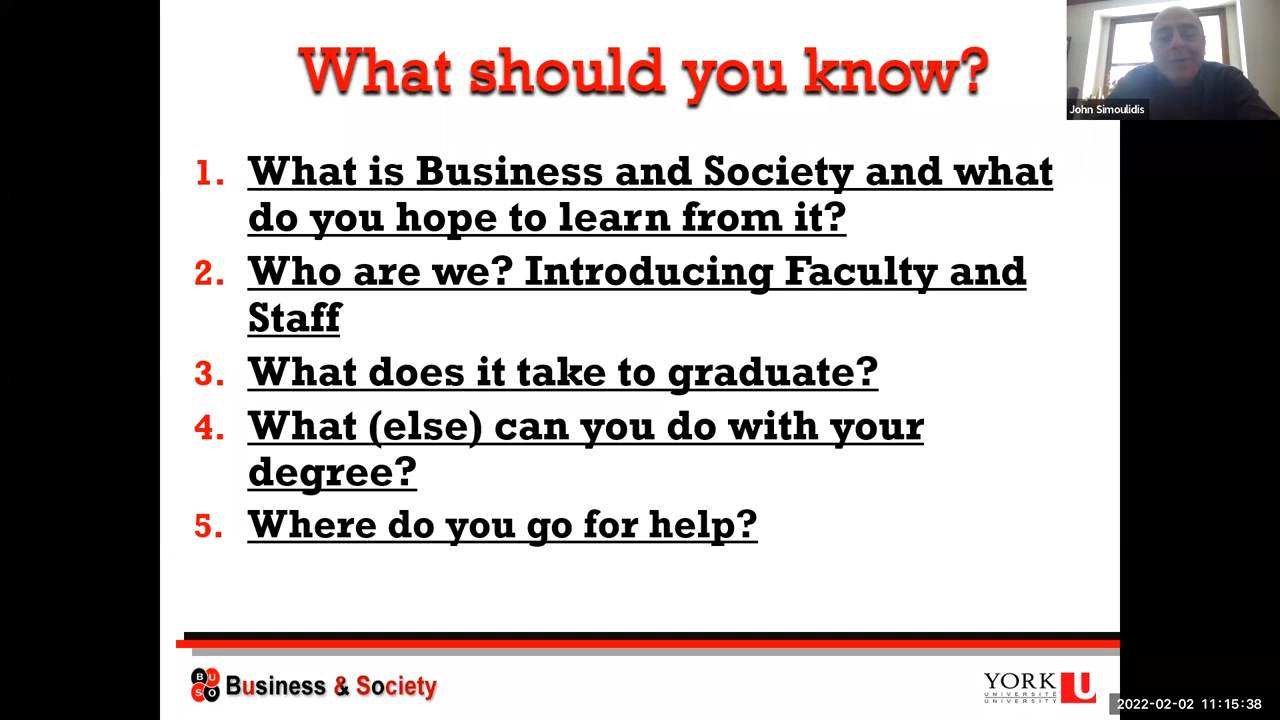 What should you know?
John Simoulidis
1. What is Business and Society and what
do you hope to learn from it?
2. Who are we? Introducing Faculty and
Staff
3. What does it take to graduate?
4. What (else) can you do with your
degree?
5. Where do you go for help?
B U
S O
Business & Society
YORK U
UNIVERSITÉ
UNIVERSITY
2022-02-02 11:15:38